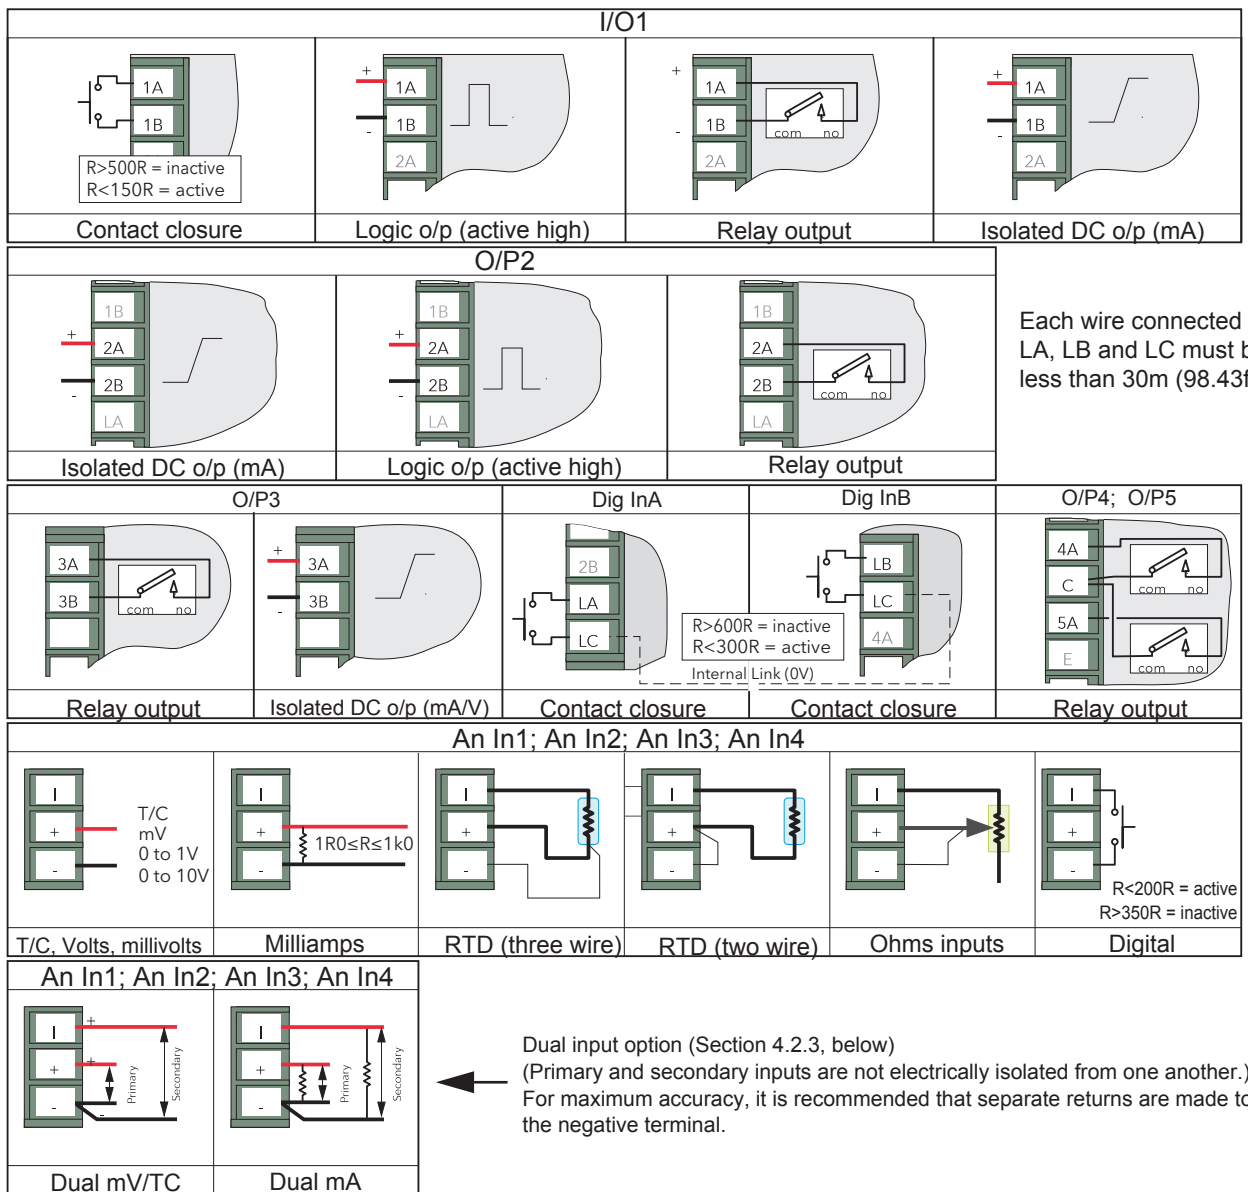 I/O1
1A
1B
R>500R = inactive
R<150R = active
Contact closure
+
1A
1B
-
2A
Logic o/p (active high)
+
1A
1B
-
com no
2A
Relay output
+
1A
1B
-
2A
Isolated DC o/p (mA)
O/P2
1B
+
2A
2B
-
LA
Isolated DC o/p (mA)
1B
+
2A
2B
-
LA
Logic o/p (active high)
1B
2A
2B
com no
LA
Relay output
Each wire connected
LA, LB and LC must b
less than 30m (98.43f
O/P3
3A
3B
com no
Relay output
+
3A
3B
-
Isolated DC o/p (mA/V)
Dig InA
2B
LA
LC
Contact closure
R>600R = inactive
R<300R = active
Internal Link (0V)
Dig InB
LB
LC
4A
Contact closure
O/P4; O/P5
4A
C
com no
5A
E
com no
Relay output
An In1; An In2; An In3; An In4
I
+
-
T/C
mV
0 to 1V
0 to 10V
T/C, Volts, millivolts
I
+
-
1R0≤R≤1k0
Milliamps
I
+
-
RTD (three wire)
I
+
-
RTD (two wire)
I
+
-
Ohms inputs
I
+
-
R<200R = active
R>350R = inactive
Digital
An In1; An In2; An In3; An In4
I
+
+
+
-
-
Primary
Secondary
Dual mV/TC
I
+
-
Primary
Secondary
Dual mA
Dual input option (Section 4.2.3, below)
(Primary and secondary inputs are not electrically isolated from one another.)
For maximum accuracy, it is recommended that separate returns are made to
the negative terminal.